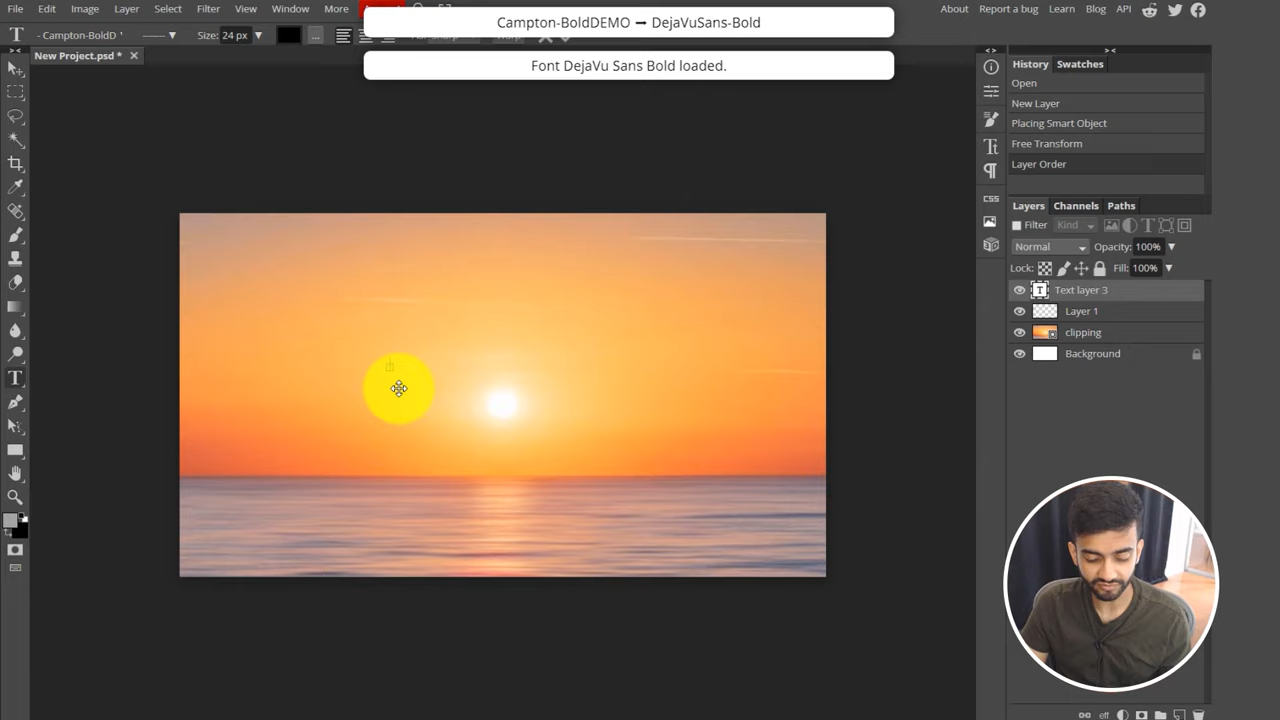 File Edit Image Layer Select Filter View Window More
About Report a bug Learn Blog API
Campton-BoldDEMO ➞ DejaVuSans-Bold
- Campton-BoldD
Size: 24 px
...
Font DejaVu Sans Bold loaded.
New Project.psd *
History Swatches
Open
New Layer
Placing Smart Object
Free Transform
Layer Order
CSS
Layers Channels Paths
Filter Kind
Normal Opacity: 100%
Lock: Fill: 100%
Text layer 3
Layer 1
clipping
Background
eff